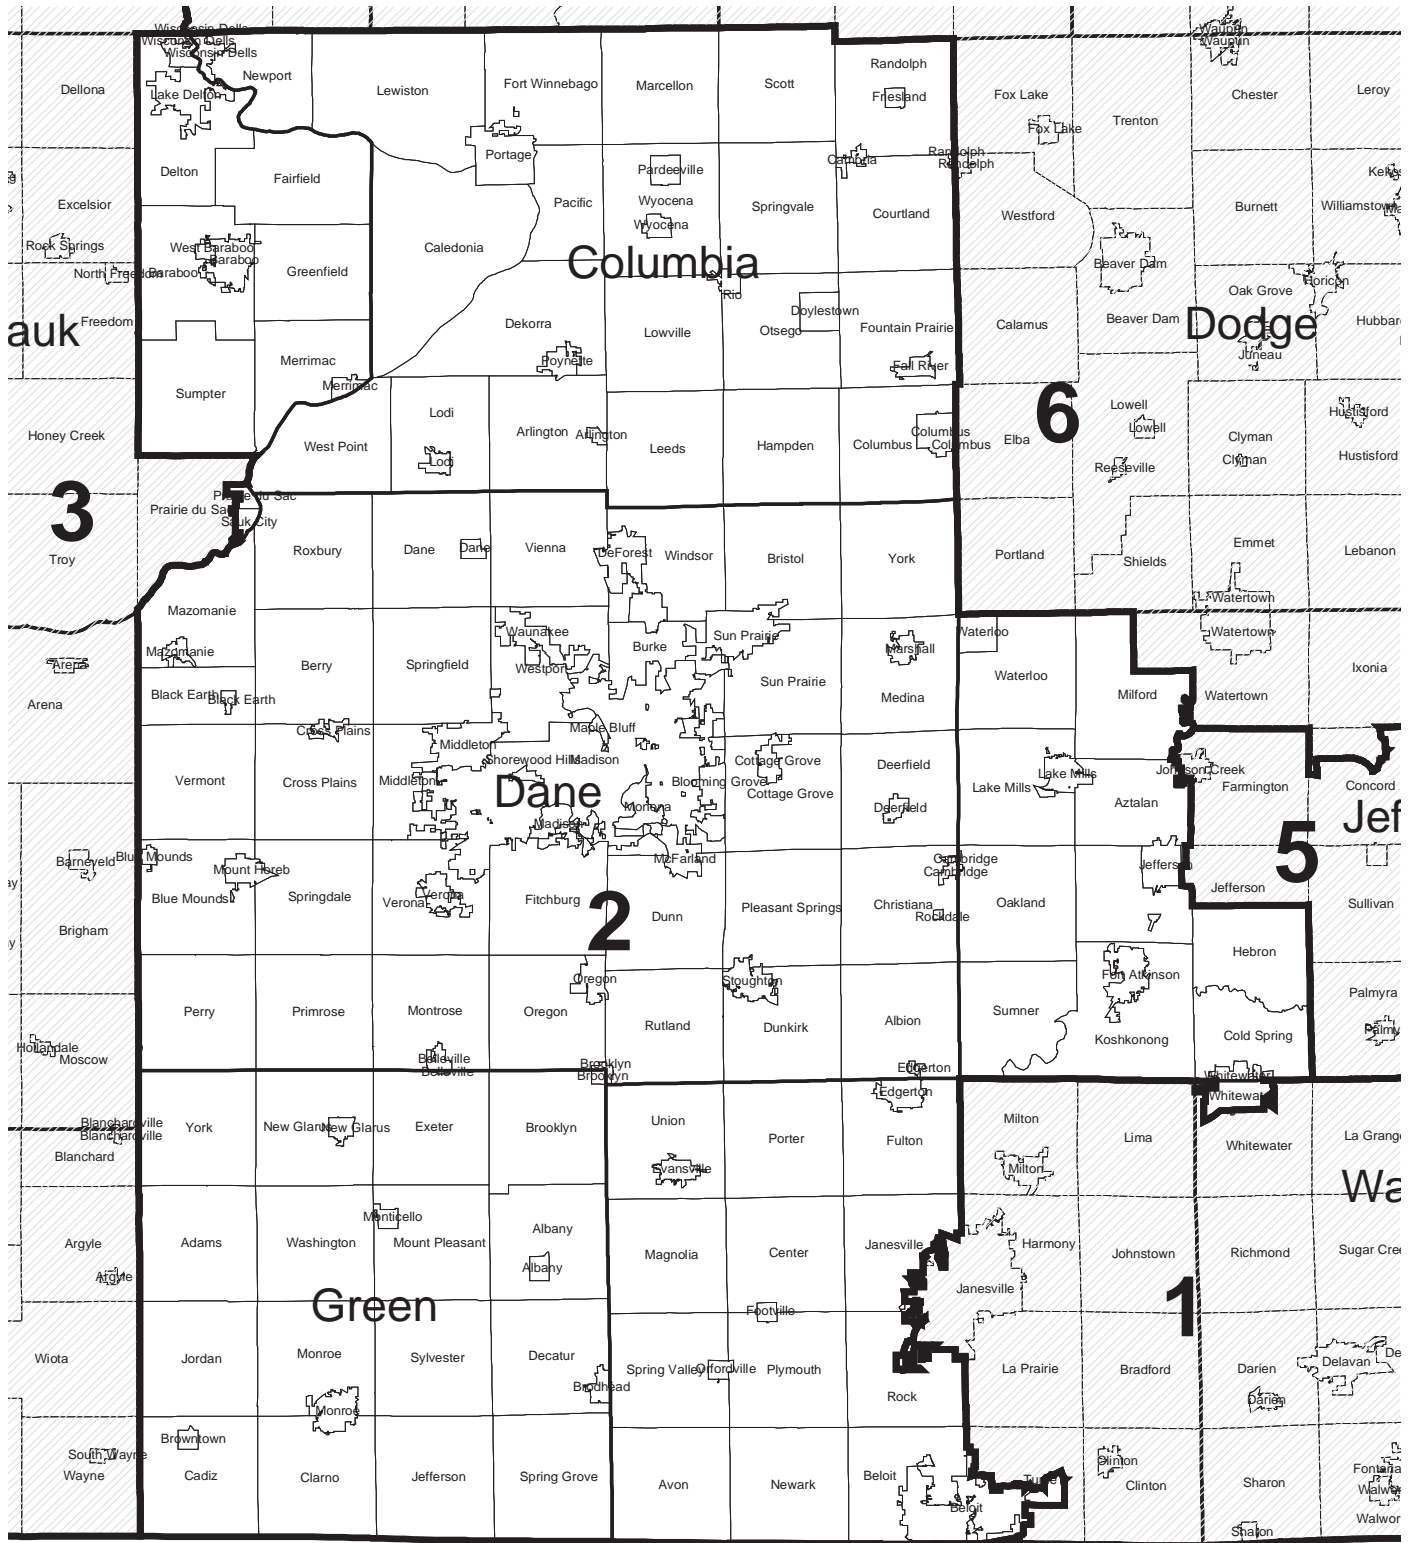 Wisconsin Dells
Wisconsin Dells
Wisconsin Dells
Waupun
Waupun
Randolph
Newport
Dellona
Lewiston
Fort Winnebago
Marcellon
Scott
Lake Delton
Friesland
Fox Lake
Chester
Leroy
Trenton
Fox Lake
Portage
Cambria
Randolph
Randolph
Delton
Fairfield
Pardeeville
Excelsior
Pacific
Wyocena
Springvale
Courtland
Westford
Burnett
Williamstown
Wyocena
Rock Springs
West Baraboo
Baraboo
Caledonia
Columbia
Beaver Dam
North Freedom
Baraboo
Greenfield
Rio
Oak Grove
Horicon
Freedom
Doylestown
auk
Dekorra
Lowville
Otsego
Fountain Prairie
Calamus
Beaver Dam
Dodge
Juneau
Merrimac
Poynette
Fall River
Merrimac
Sumpter
Lodi
6
Lowell
Lowell
Hustisford
Honey Creek
West Point
Arlington
Arlington
Leeds
Hampden
Columbus
Columbus
Columbus
Elba
Clyman
Clyman
Hustisford
Lodi
Reeseville
Prairie du Sac
Prairie du Sac
Sauk City
3
Troy
Roxbury
Dane
Dane
Vienna
DeForest
Windsor
Bristol
York
Portland
Shields
Emmet
Lebanon
Mazomanie
Watertown
Waunakee
Sun Prairie
Waterloo
Watertown
Mazomanie
Burke
Marshall
Arena
Berry
Springfield
Westport
Sun Prairie
Waterloo
Ixonia
Black Earth
Black Earth
Medina
Milford
Watertown
Arena
Cross Plains
Maple Bluff
Middleton
Shorewood Hills
Madison
Cottage Grove
Deerfield
Johnson Creek
Vermont
Cross Plains
Middleton
Dane
Blooming Grove
Cottage Grove
Lake Mills
Lake Mills
Farmington
Concord
Monona
Deerfield
Aztalan
Madison
Jef
5
Barneveld
Blue Mounds
Mount Horeb
McFarland
Cambridge
Cambridge
Jefferson
Blue Mounds
Springdale
Verona
Verona
Fitchburg
2
Dunn
Pleasant Springs
Christiana
Rockdale
Oakland
Jefferson
Sullivan
Brigham
Hebron
Oregon
Stoughton
Fort Atkinson
Palmyra
Perry
Primrose
Montrose
Oregon
Rutland
Dunkirk
Albion
Sumner
Koshkonong
Cold Spring
Hollandale
Moscow
Belleville
Belleville
Brooklyn
Brooklyn
Edgerton
Edgerton
Whitewater
Blanchardville
Blanchardville
Blanchard
York
New Glarus
New Glarus
Exeter
Brooklyn
Union
Porter
Fulton
Milton
Lima
Whitewater
Evansville
Milton
Wa
Monticello
Argyle
Adams
Washington
Mount Pleasant
Albany
Magnolia
Center
Janesville
Harmony
Johnstown
Richmond
Argyle
Albany
Janesville
Green
Footville
1
Wiota
Jordan
Monroe
Sylvester
Decatur
Spring Valley
Orfordville
Plymouth
La Prairie
Bradford
Darien
Delavan
Brodhead
Rock
Darien
Monroe
Browntown
South Wayne
Wayne
Cadiz
Clarno
Jefferson
Spring Grove
Avon
Newark
Beloit
Clinton
Clinton
Sharon
Beloit
Sharon